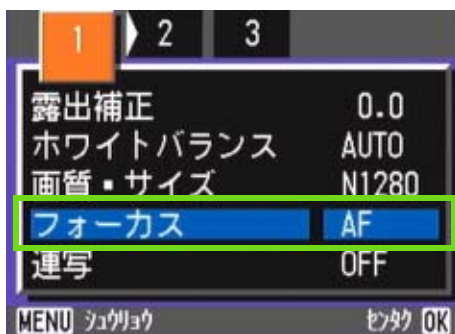 1 2 3
露出補正 0.0
ホワイトバランス AUTO
画質・サイズ N1280
フォーカス AF
連写 OFF
MENU シュウリョウ センタク OK